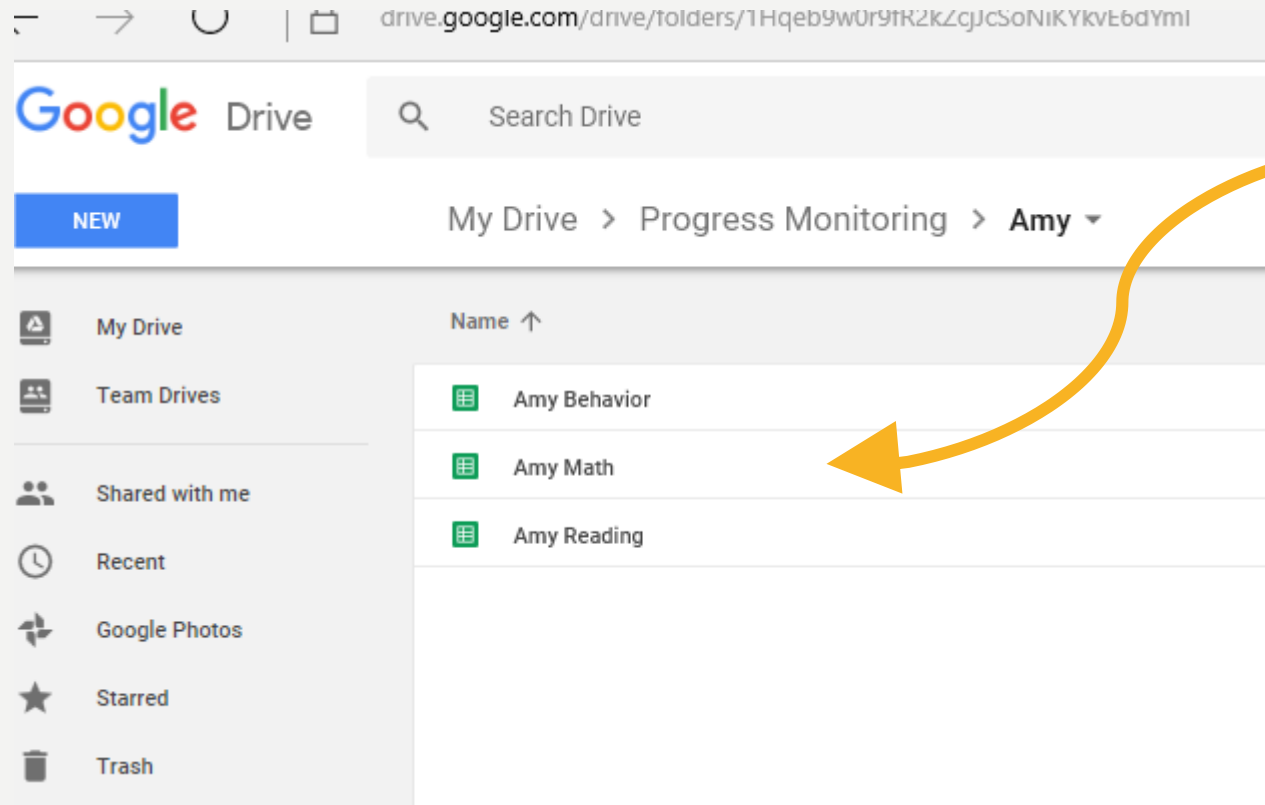 drive.google.com/drive/folders/
Google Drive
Search Drive
NEW
My Drive > Progress Monitoring > Amy
My Drive
Team Drives
Shared with me
Recent
Google Photos
Starred
Trash
Name
Amy Behavior
Amy Math
Amy Reading